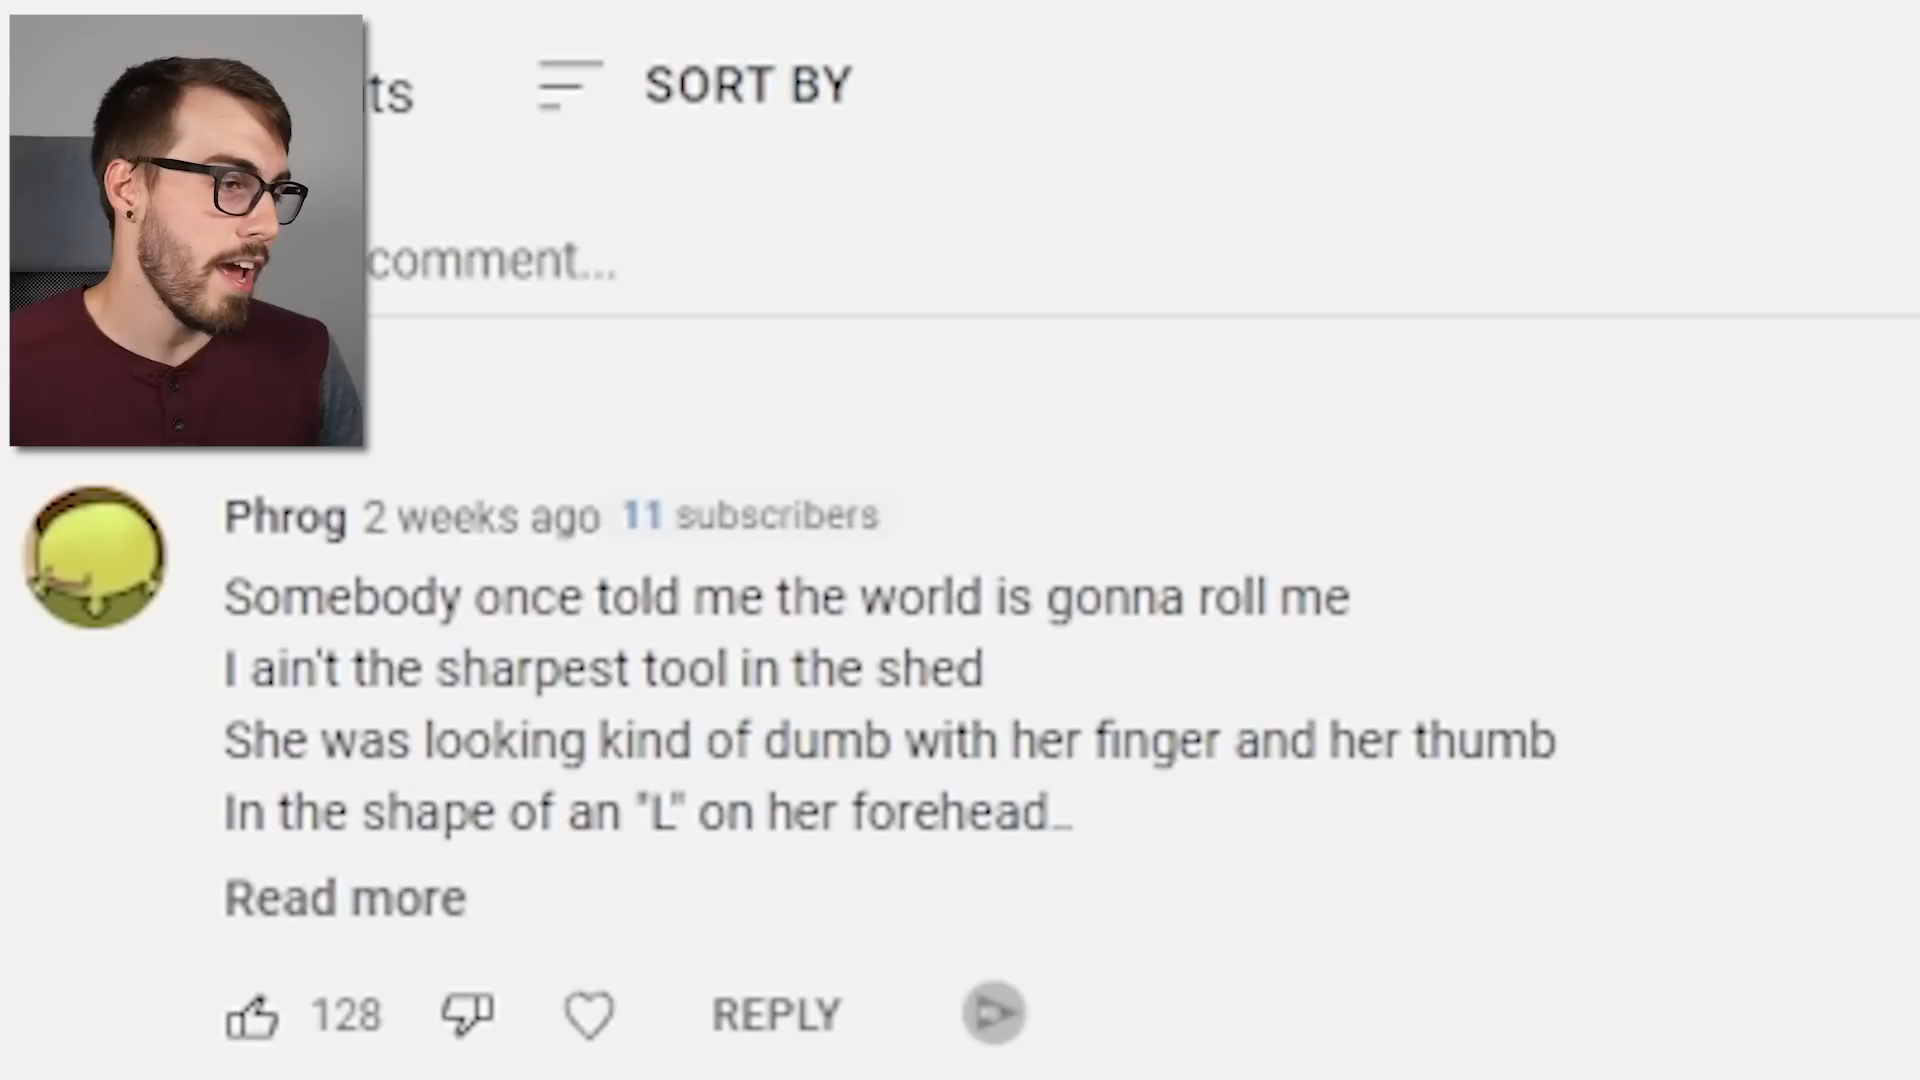 ts
SORT BY
comment...
Phrog 2 weeks ago 11 subscribers
Somebody once told me the world is gonna roll me
I ain't the sharpest tool in the shed
She was looking kind of dumb with her finger and her thumb
In the shape of an "L" on her forehead...
Read more
128
REPLY